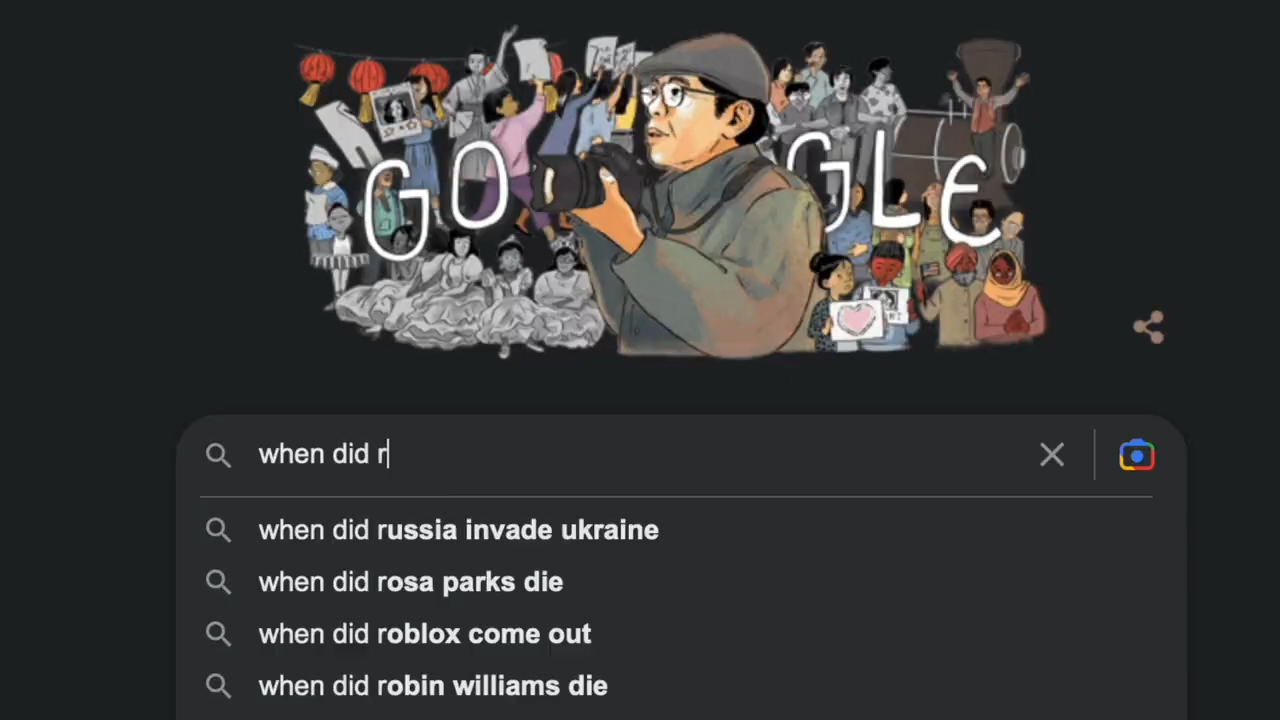 GOOGLE
when did r
when did russia invade ukraine
when did rosa parks die
when did roblox come out
when did robin williams die